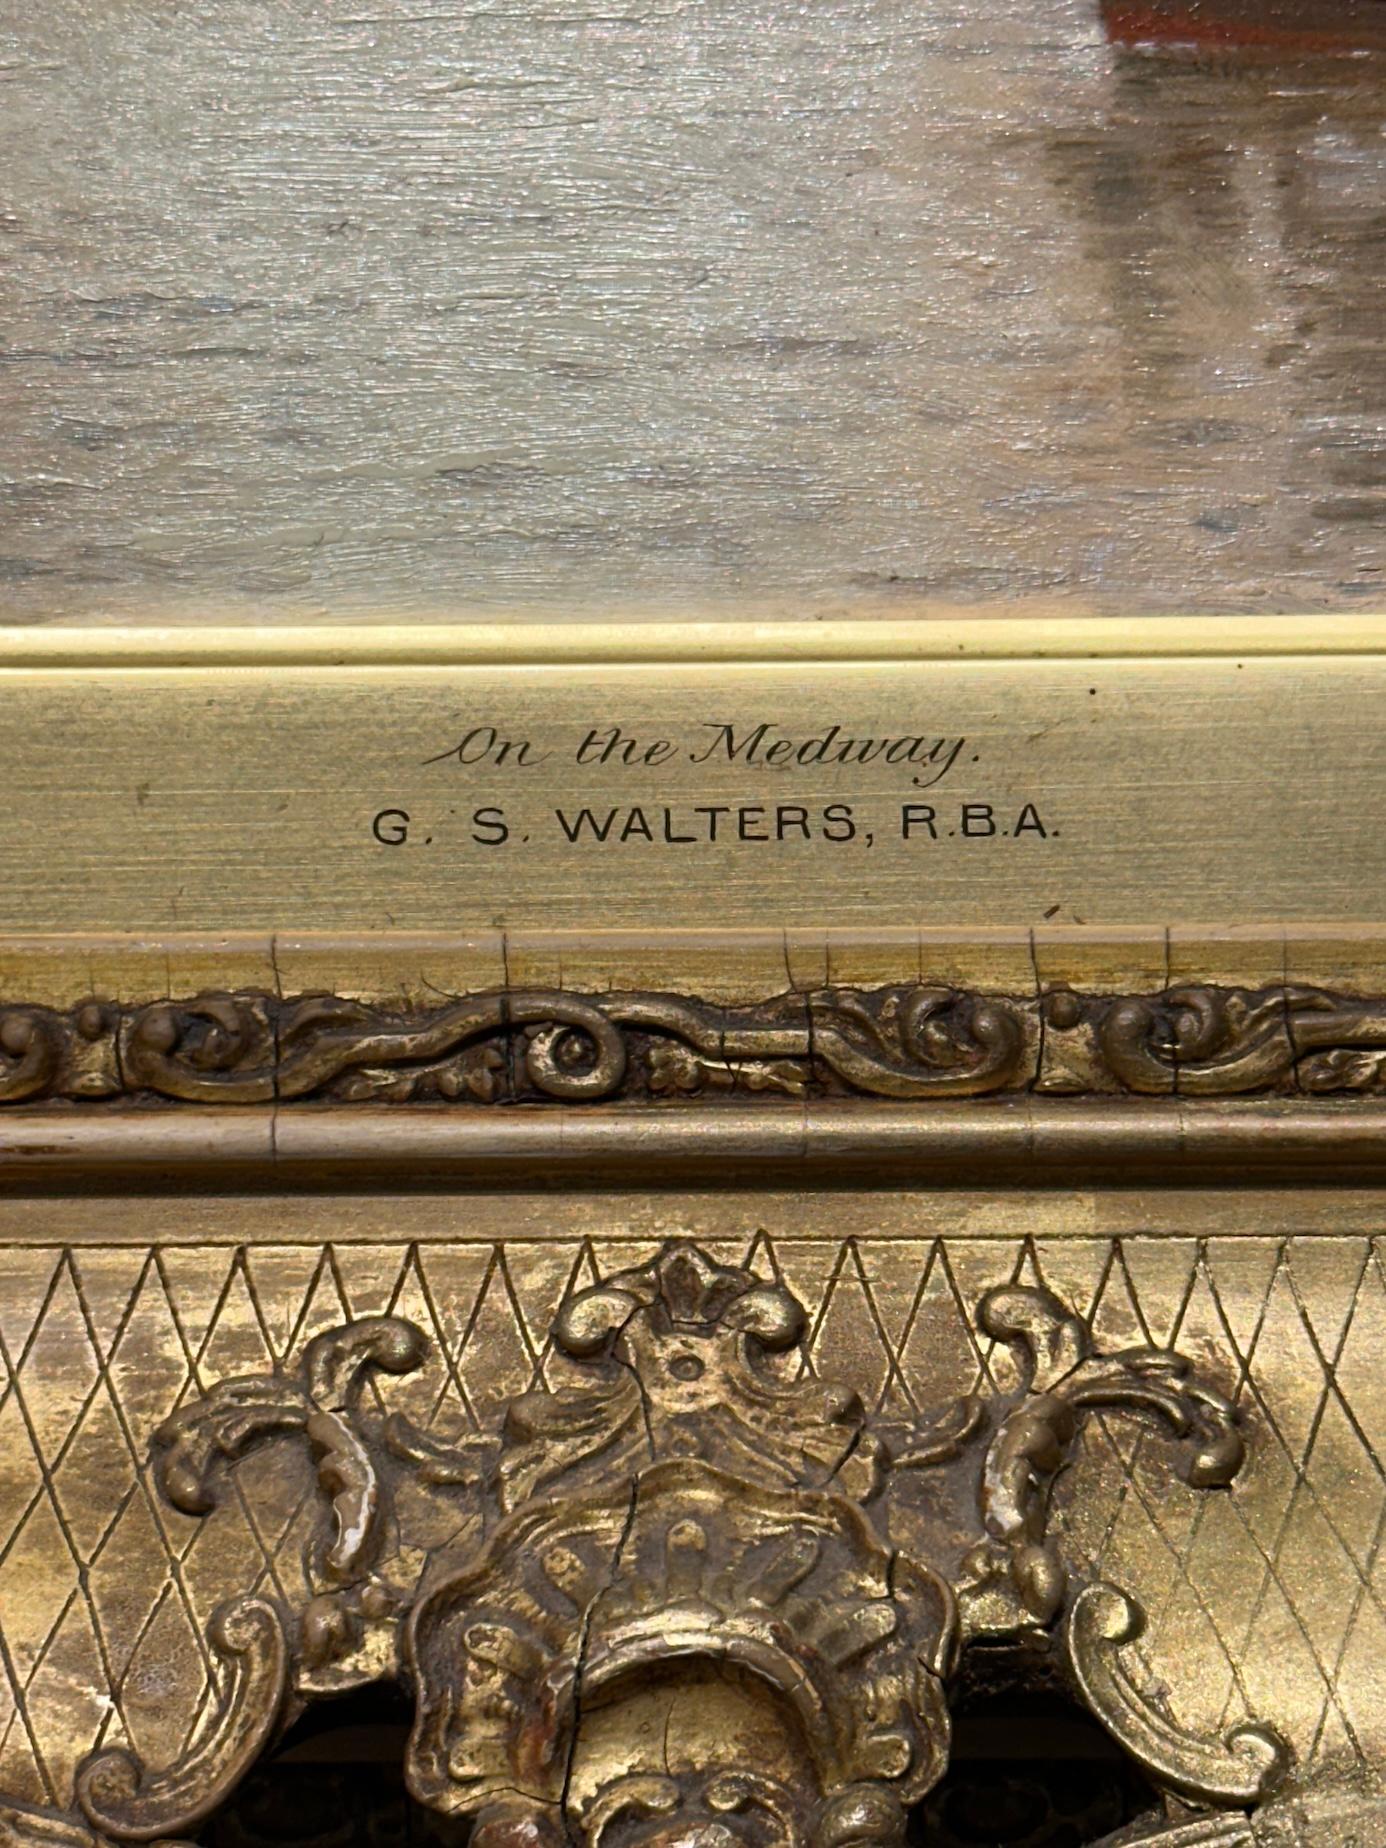 On the Medway.
G. S. WALTERS, R.B.A.